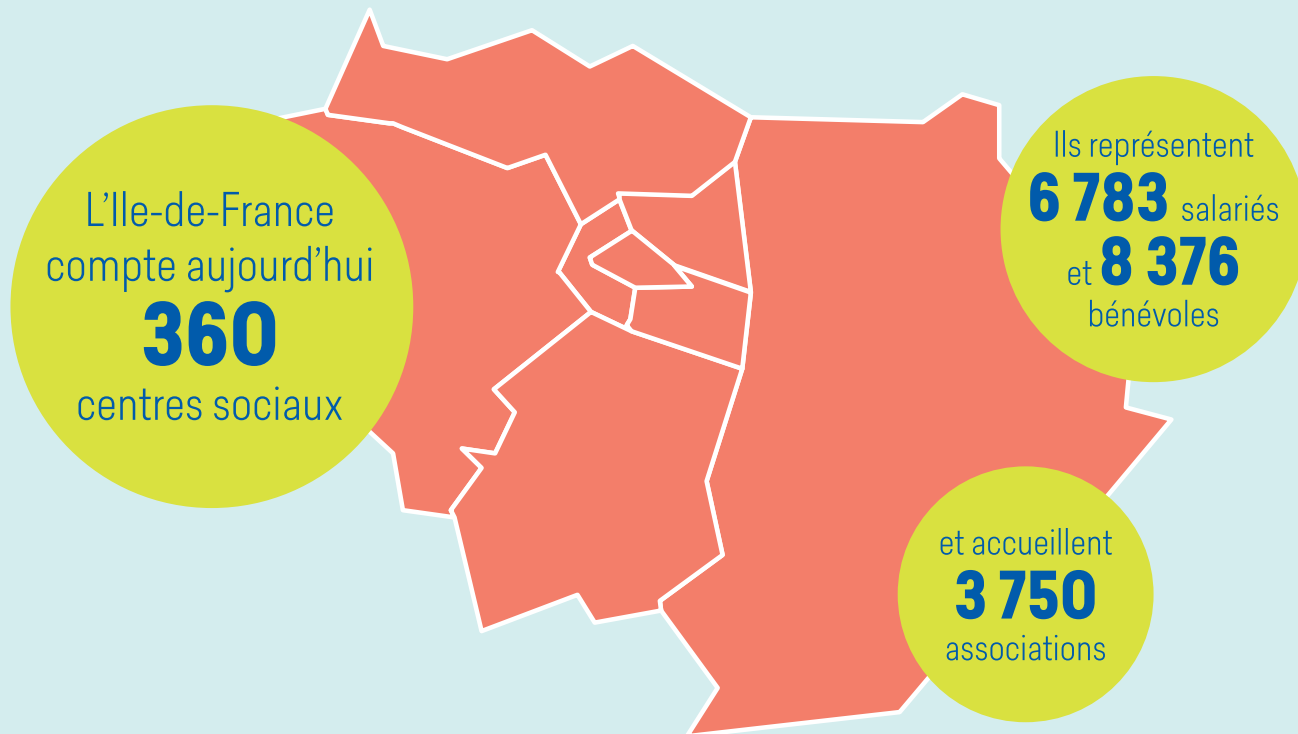 L'Ile-de-France
compte aujourd'hui
360
centres sociaux
Ils représentent
6 783 salariés
et 8 376
bénévoles
et accueillent
3 750
associations